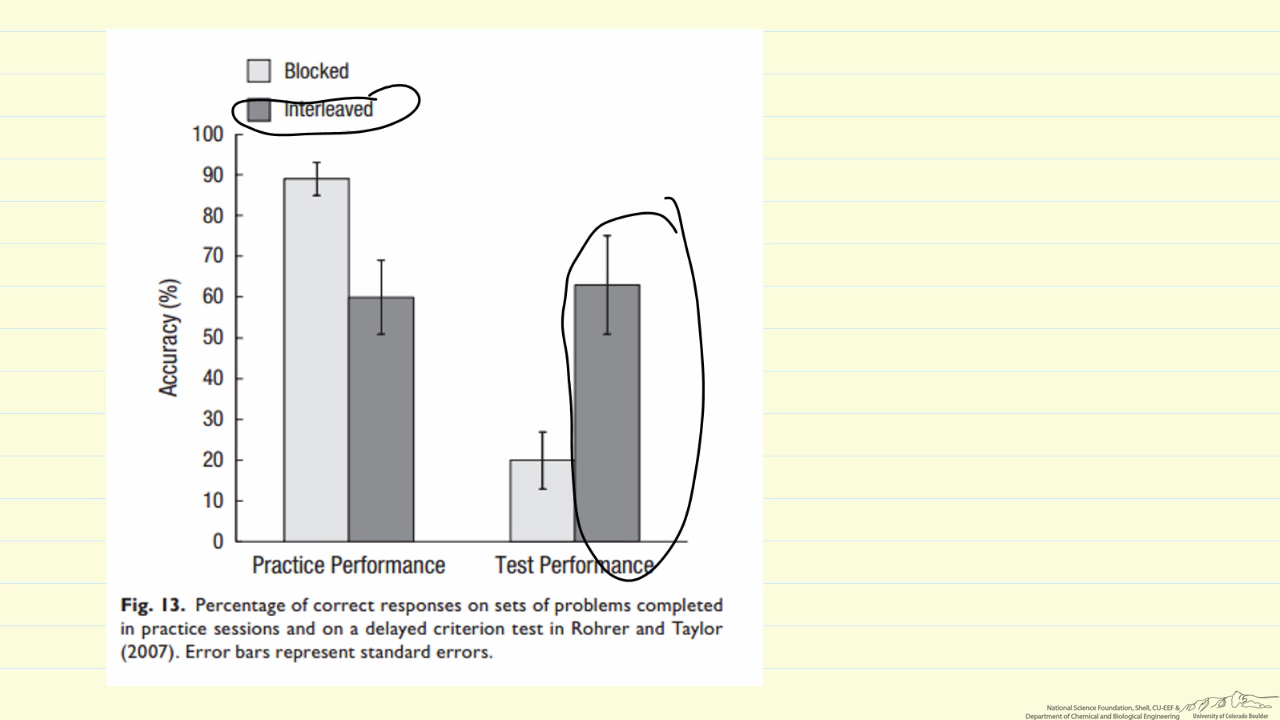 Blocked
Interleaved
100
90
80
70
60
50
40
30
20
10
0
Accuracy (%)
Practice Performance
Test Performance
Fig. 13. Percentage of correct responses on sets of problems completed
in practice sessions and on a delayed criterion test in Rohrer and Taylor
(2007). Error bars represent standard errors.
National Science Foundation, Shell, CU-EEF &
Department of Chemical and Biological Engineering
University of Colorado Boulder